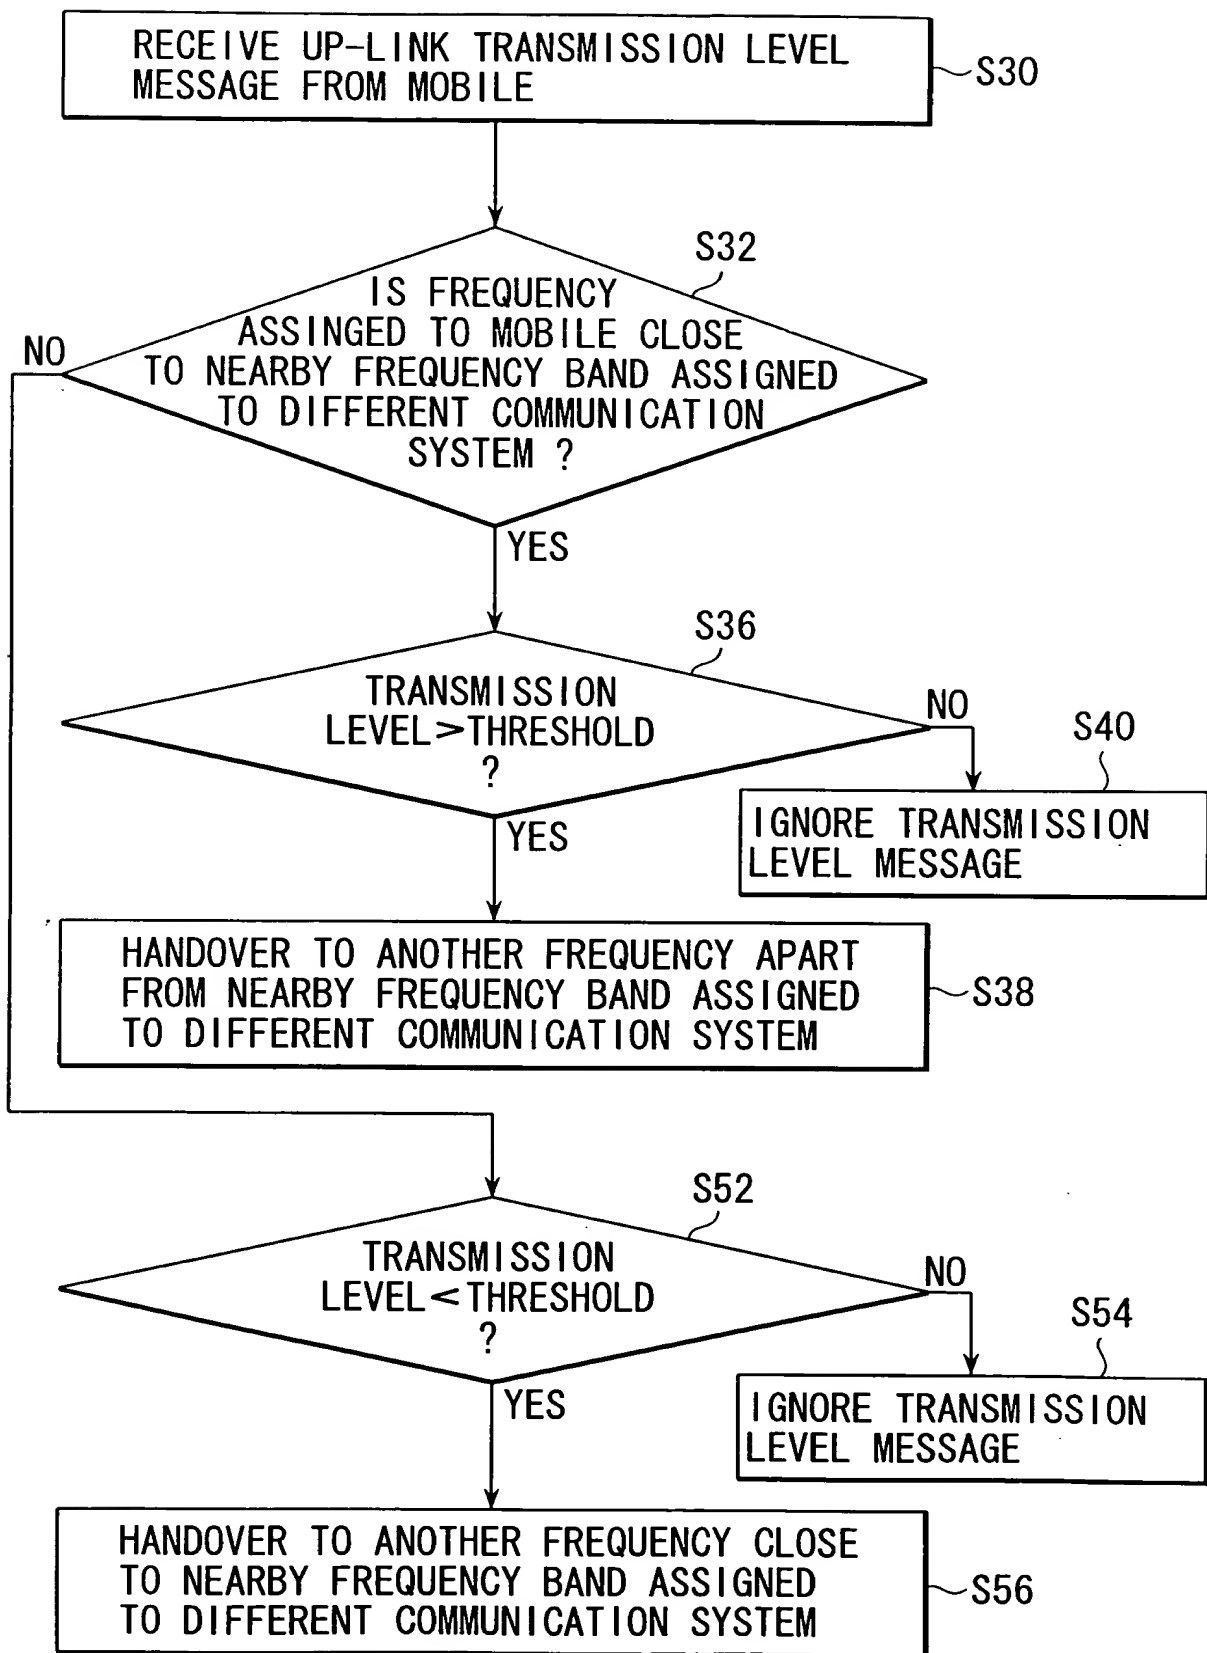 RECEIVE UP-LINK TRANSMISSION LEVEL
MESSAGE FROM MOBILE
S30
S32
IS FREQUENCY
ASSINGED TO MOBILE CLOSE
TO NEARBY FREQUENCY BAND ASSIGNED
TO DIFFERENT COMMUNICATION
SYSTEM ?
NO
YES
S36
TRANSMISSION
LEVEL>THRESHOLD
?
NO
YES
S40
IGNORE TRANSMISSION
LEVEL MESSAGE
HANDOVER TO ANOTHER FREQUENCY APART
FROM NEARBY FREQUENCY BAND ASSIGNED
TO DIFFERENT COMMUNICATION SYSTEM
S38
S52
TRANSMISSION
LEVEL<THRESHOLD
?
NO
YES
S54
IGNORE TRANSMISSION
LEVEL MESSAGE
HANDOVER TO ANOTHER FREQUENCY CLOSE
TO NEARBY FREQUENCY BAND ASSIGNED
TO DIFFERENT COMMUNICATION SYSTEM
S56